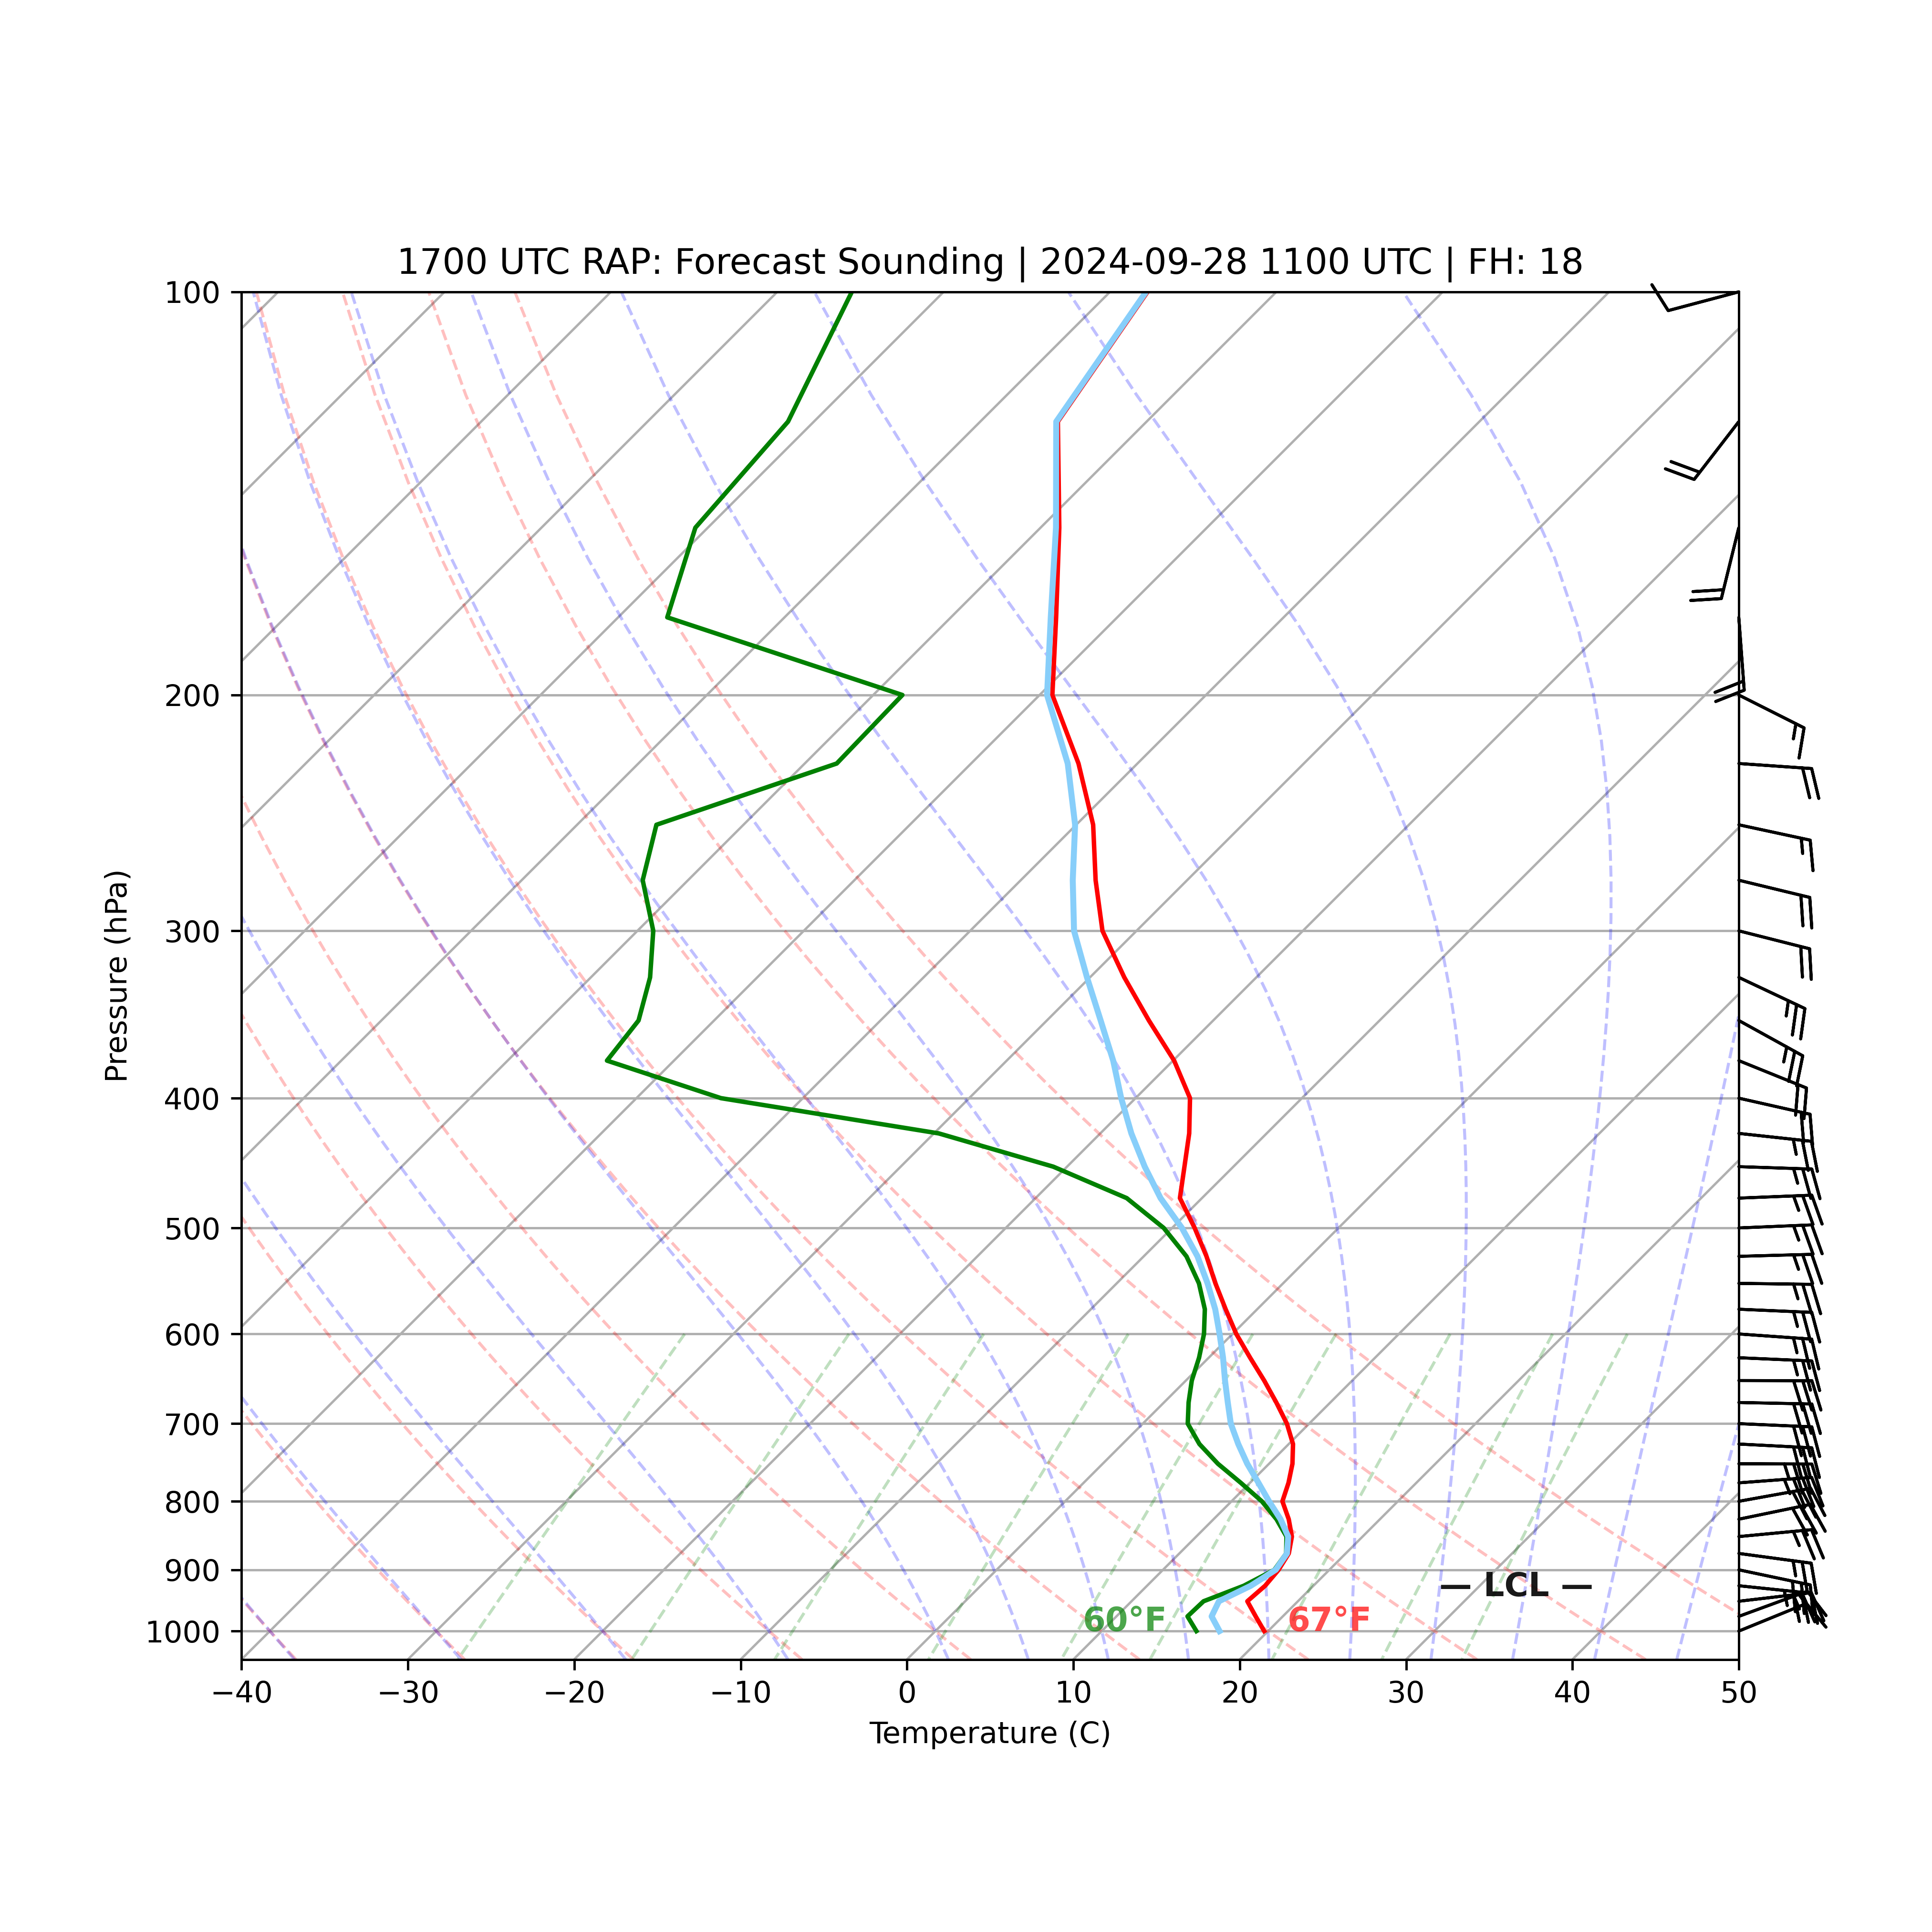 1700 UTC RAP: Forecast Sounding | 2024-09-28 1100 UTC | FH: 18
100
200
300
400
500
600
700
800
900
1000
Pressure (hPa)
— LCL —
60°F
67°F
−40 −30 −20 −10 0 10 20 30 40 50
Temperature (C)